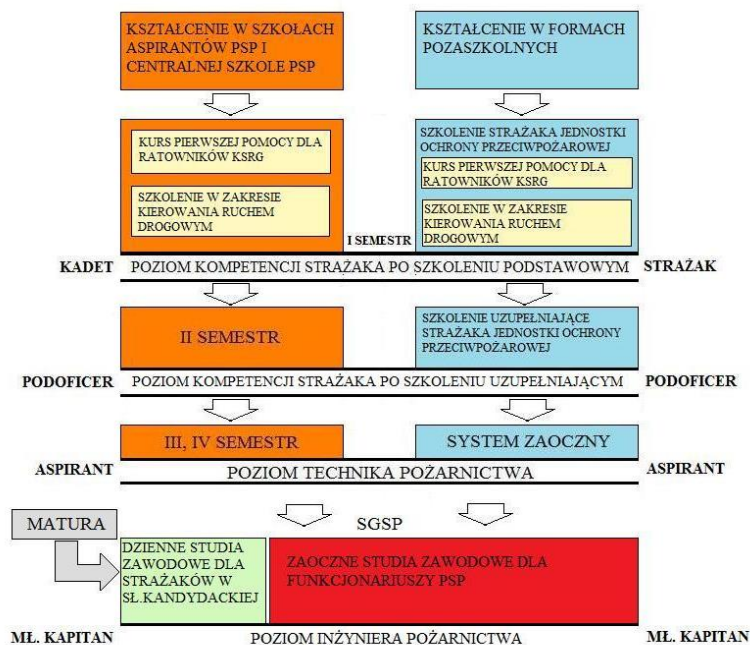 KSZTAŁCENIE W SZKOŁACH
ASPIRANTÓW PSP I
CENTRALNEJ SZKOLE PSP
KSZTAŁCENIE W FORMACH
POZASZKOLNYCH
KURS PIERWSZEJ POMOCY DLA
RATOWNIKÓW KSRG
SZKOLENIE W ZAKRESIE
KIEROWANIA RUCHEM
DROGOWYM
I SEMESTR
SZKOLENIE STRAŻAKA JEDNOSTKI
OCHRONY PRZECIWPOŻAROWEJ
KURS PIERWSZEJ POMOCY DLA
RATOWNIKÓW KSRG
SZKOLENIE W ZAKRESIE
KIEROWANIA RUCHEM
DROGOWYM
KADET
POZIOM KOMPETENCJI STRAŻAKA PO SZKOLENIU PODSTAWOWYM
STRAŻAK
II SEMESTR
SZKOLENIE UZUPEŁNIAJĄCE
STRAŻAKA JEDNOSTKI OCHRONY
PRZECIWPOŻAROWEJ
PODOFICER
POZIOM KOMPETENCJI STRAŻAKA PO SZKOLENIU UZUPEŁNIAJĄCYM
PODOFICER
III, IV SEMESTR
SYSTEM ZAOCZNY
ASPIRANT
POZIOM TECHNIKA POŻARNICTWA
ASPIRANT
MATURA
SGSP
DZIENNE STUDIA
ZAWODOWE DLA
STRAŻAKÓW W
SŁ.KANDYDACKIEJ
ZAOCZNE STUDIA ZAWODOWE DLA
FUNKCJONARIUSZY PSP
MŁ. KAPITAN
POZIOM INŻYNIERA POŻARNICTWA
MŁ. KAPITAN